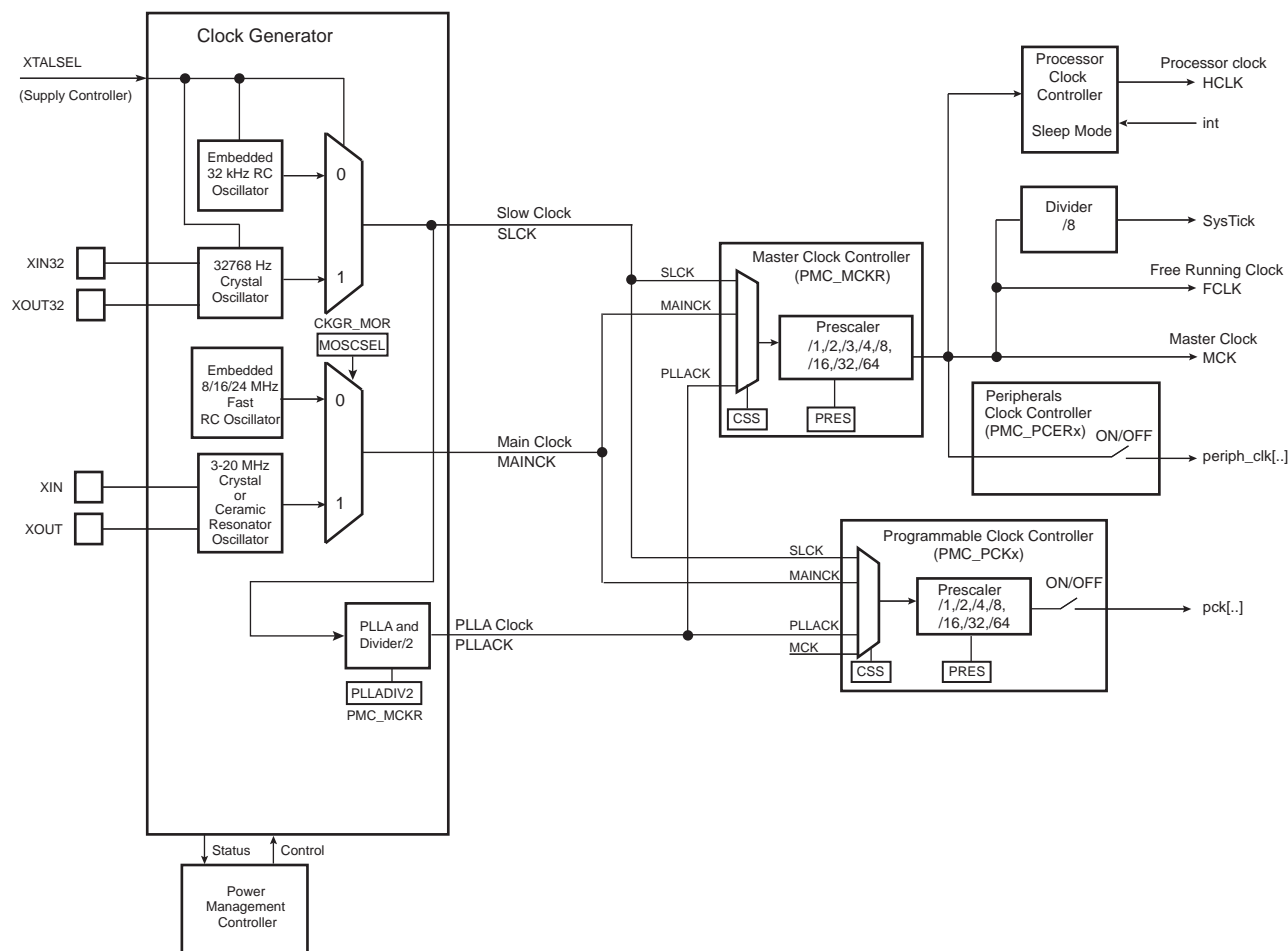 Clock Generator
XTALSEL
(Supply Controller)
Embedded
32 kHz RC
Oscillator
0
XIN32
XOUT32
32768 Hz
Crystal
Oscillator
1
CKGR_MOR
MOSCSEL
Embedded
8/16/24 MHz
Fast
RC Oscillator
0
XIN
XOUT
3-20 MHz
Crystal
or
Ceramic
Resonator
Oscillator
1
PLLA and
Divider/2
PLLADIV2
PMC_MCKR
Status
Control
Power
Management
Controller
Slow Clock
SLCK
Main Clock
MAINCK
PLLA Clock
PLLACK
Master Clock Controller
(PMC_MCKR)
SLCK
MAINCK
PLLACK
Prescaler
/1,/2,/3,/4,/8,
/16,/32,/64
CSS
PRES
Processor
Clock
Controller
Sleep Mode
Processor clock
HCLK
int
Divider
/8
SysTick
Free Running Clock
FCLK
Master Clock
MCK
Peripherals
Clock Controller
(PMC_PCERx)
ON/OFF
periph_clk[..]
Programmable Clock Controller
(PMC_PCKx)
SLCK
MAINCK
PLLACK
MCK
Prescaler
/1,/2,/4,/8,
/16,/32,/64
ON/OFF
CSS
PRES
pck[..]